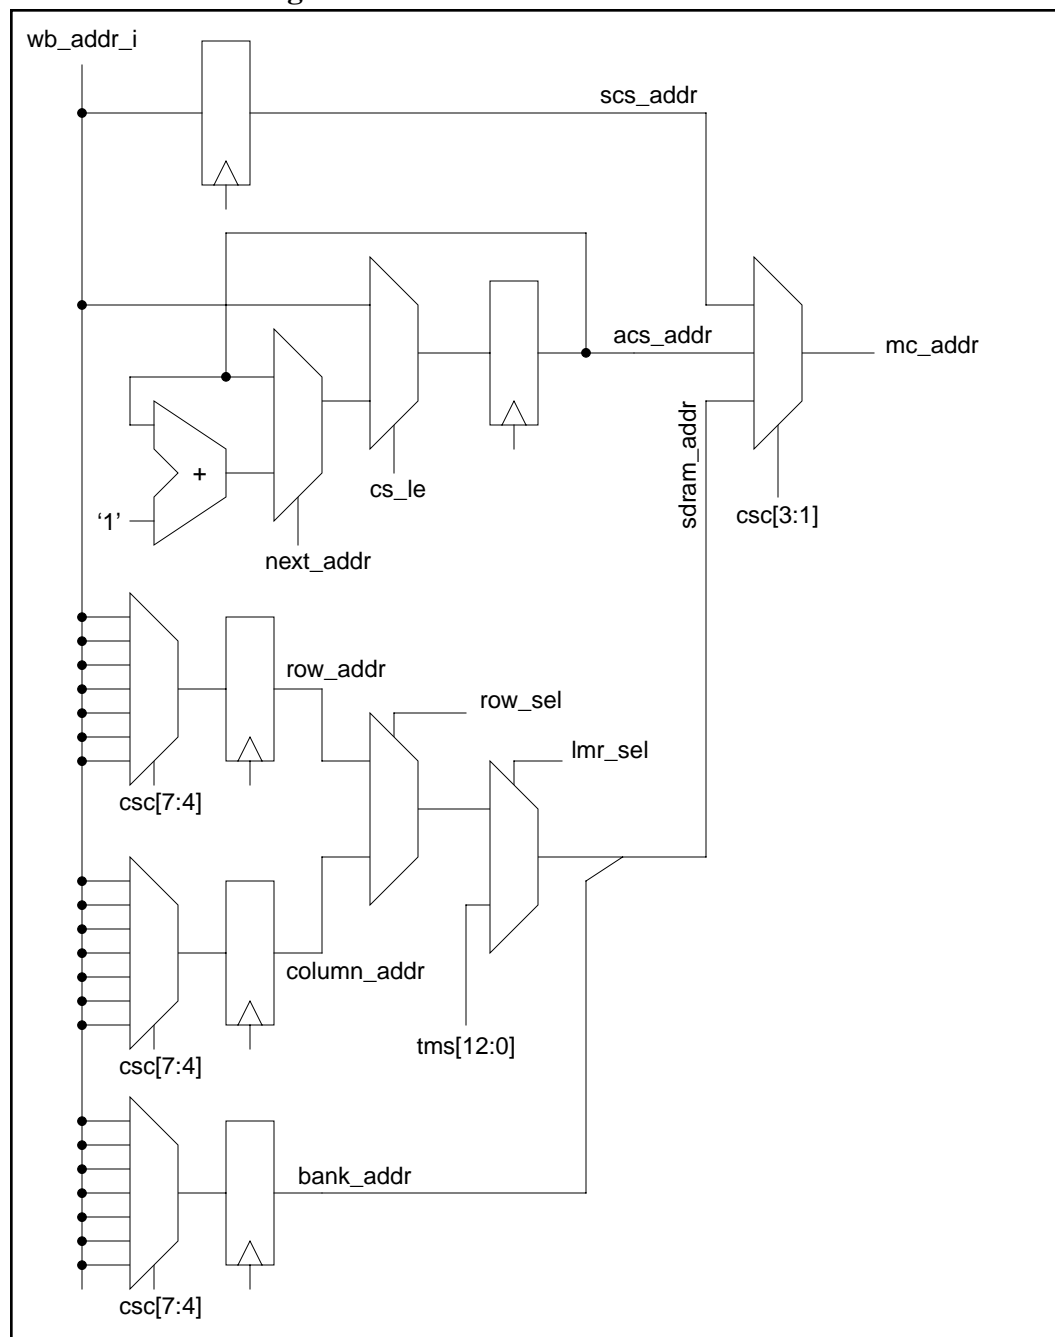 wb_addr_i
scs_addr
acs_addr
mc_addr
sdram_addr
+
cs_le
‘1’
csc[3:1]
next_addr
row_addr
row_sel
lmr_sel
csc[7:4]
column_addr
tms[12:0]
csc[7:4]
bank_addr
csc[7:4]